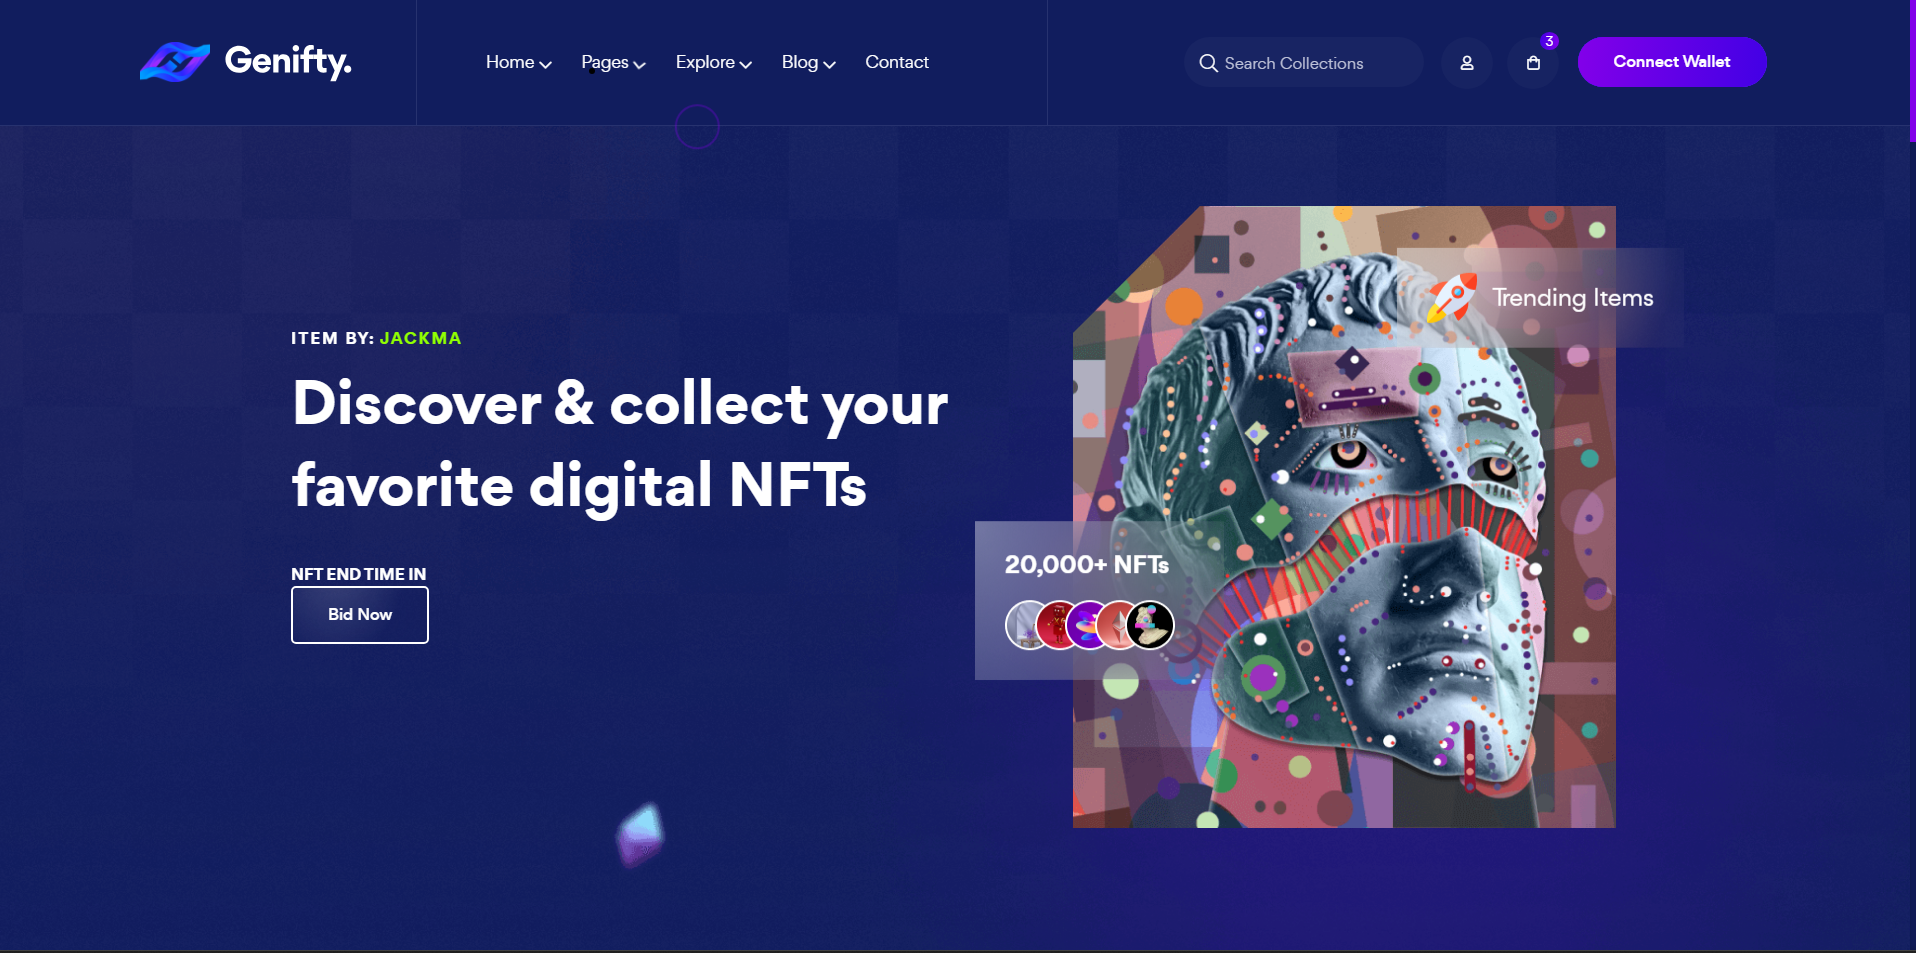 Genifty.
Home Pages Explore Blog Contact
Search Collections
3
Connect Wallet
Trending Items
ITEM BY: JACKMA
Discover & collect your
favorite digital NFTs
20,000+ NFTs
NFT END TIME IN
Bid Now